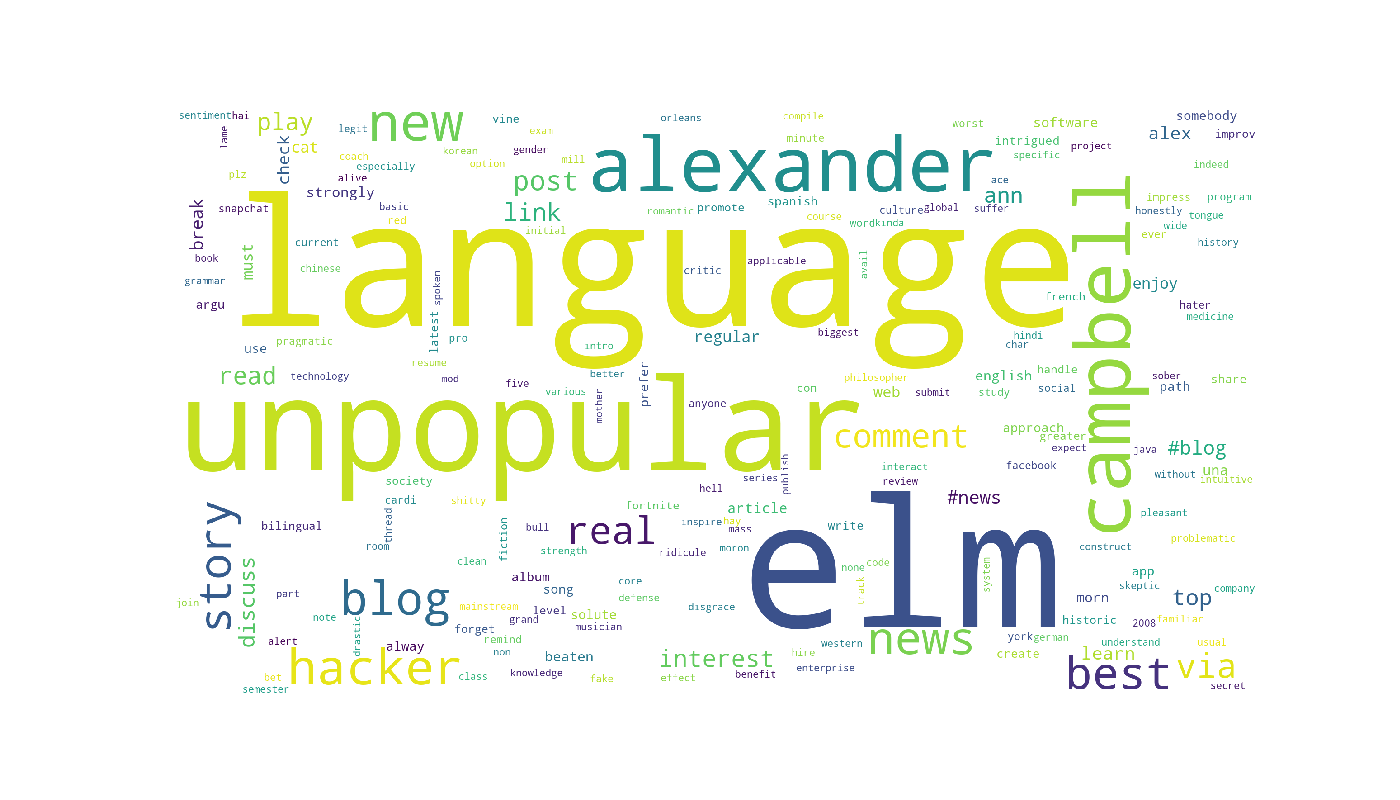 sentiment hai
play
new
vine
orleans
compile
somebody
lame
legit
exam
alexander
minute
worst
software
alex
improv
check
cat
coach
korean
gender
intrigued
project
plz
especially
option
mill
specific
indeed
alive
post
ace
strongly
ann
campbell
impress
program
break
snapchat
basic
link
romantic
promote
spanish
culture
global
suffer
honestly
tongue
red
initial
course
wordkinda
wide
must
current
language
ever
history
book
chinese
spoken
critic
applicable
avail
grammar
french
enjoy
argu
latest
hater
medicine
pragmatic
pro
regular
biggest
hindi
use
intro
char
resume
read
technology
mod
five
better
prefer
philosopher
english
handle
sober
share
various
com
web
submit
study
social
path
mother
anyone
unpopular
comment
approach
greater
#blog
expect
java
publish
interact
facebook
without
una
society
series
review
intuitive
hell
cardi
shitty
#news
story
fortnite
article
elm
pleasant
thread
bilingual
fiction
bull
real
inspire
bay
write
mass
problematic
room
strength
ridicule
moron
construct
clean
none
code
system
discuss
album
core
app
join
part
blog
song
track
skeptic
company
mainstream
level
solute
defense
disgrace
morn
top
note
grand
historic
2008
familiar
drastic
forget
musician
news
york
german
alert
alway
remind
western
understand
usual
non
beaten
interest
hire
create
learn
hacker
enterprise
best
via
bet
class
knowledge
fake
effect
benefit
secret
semester